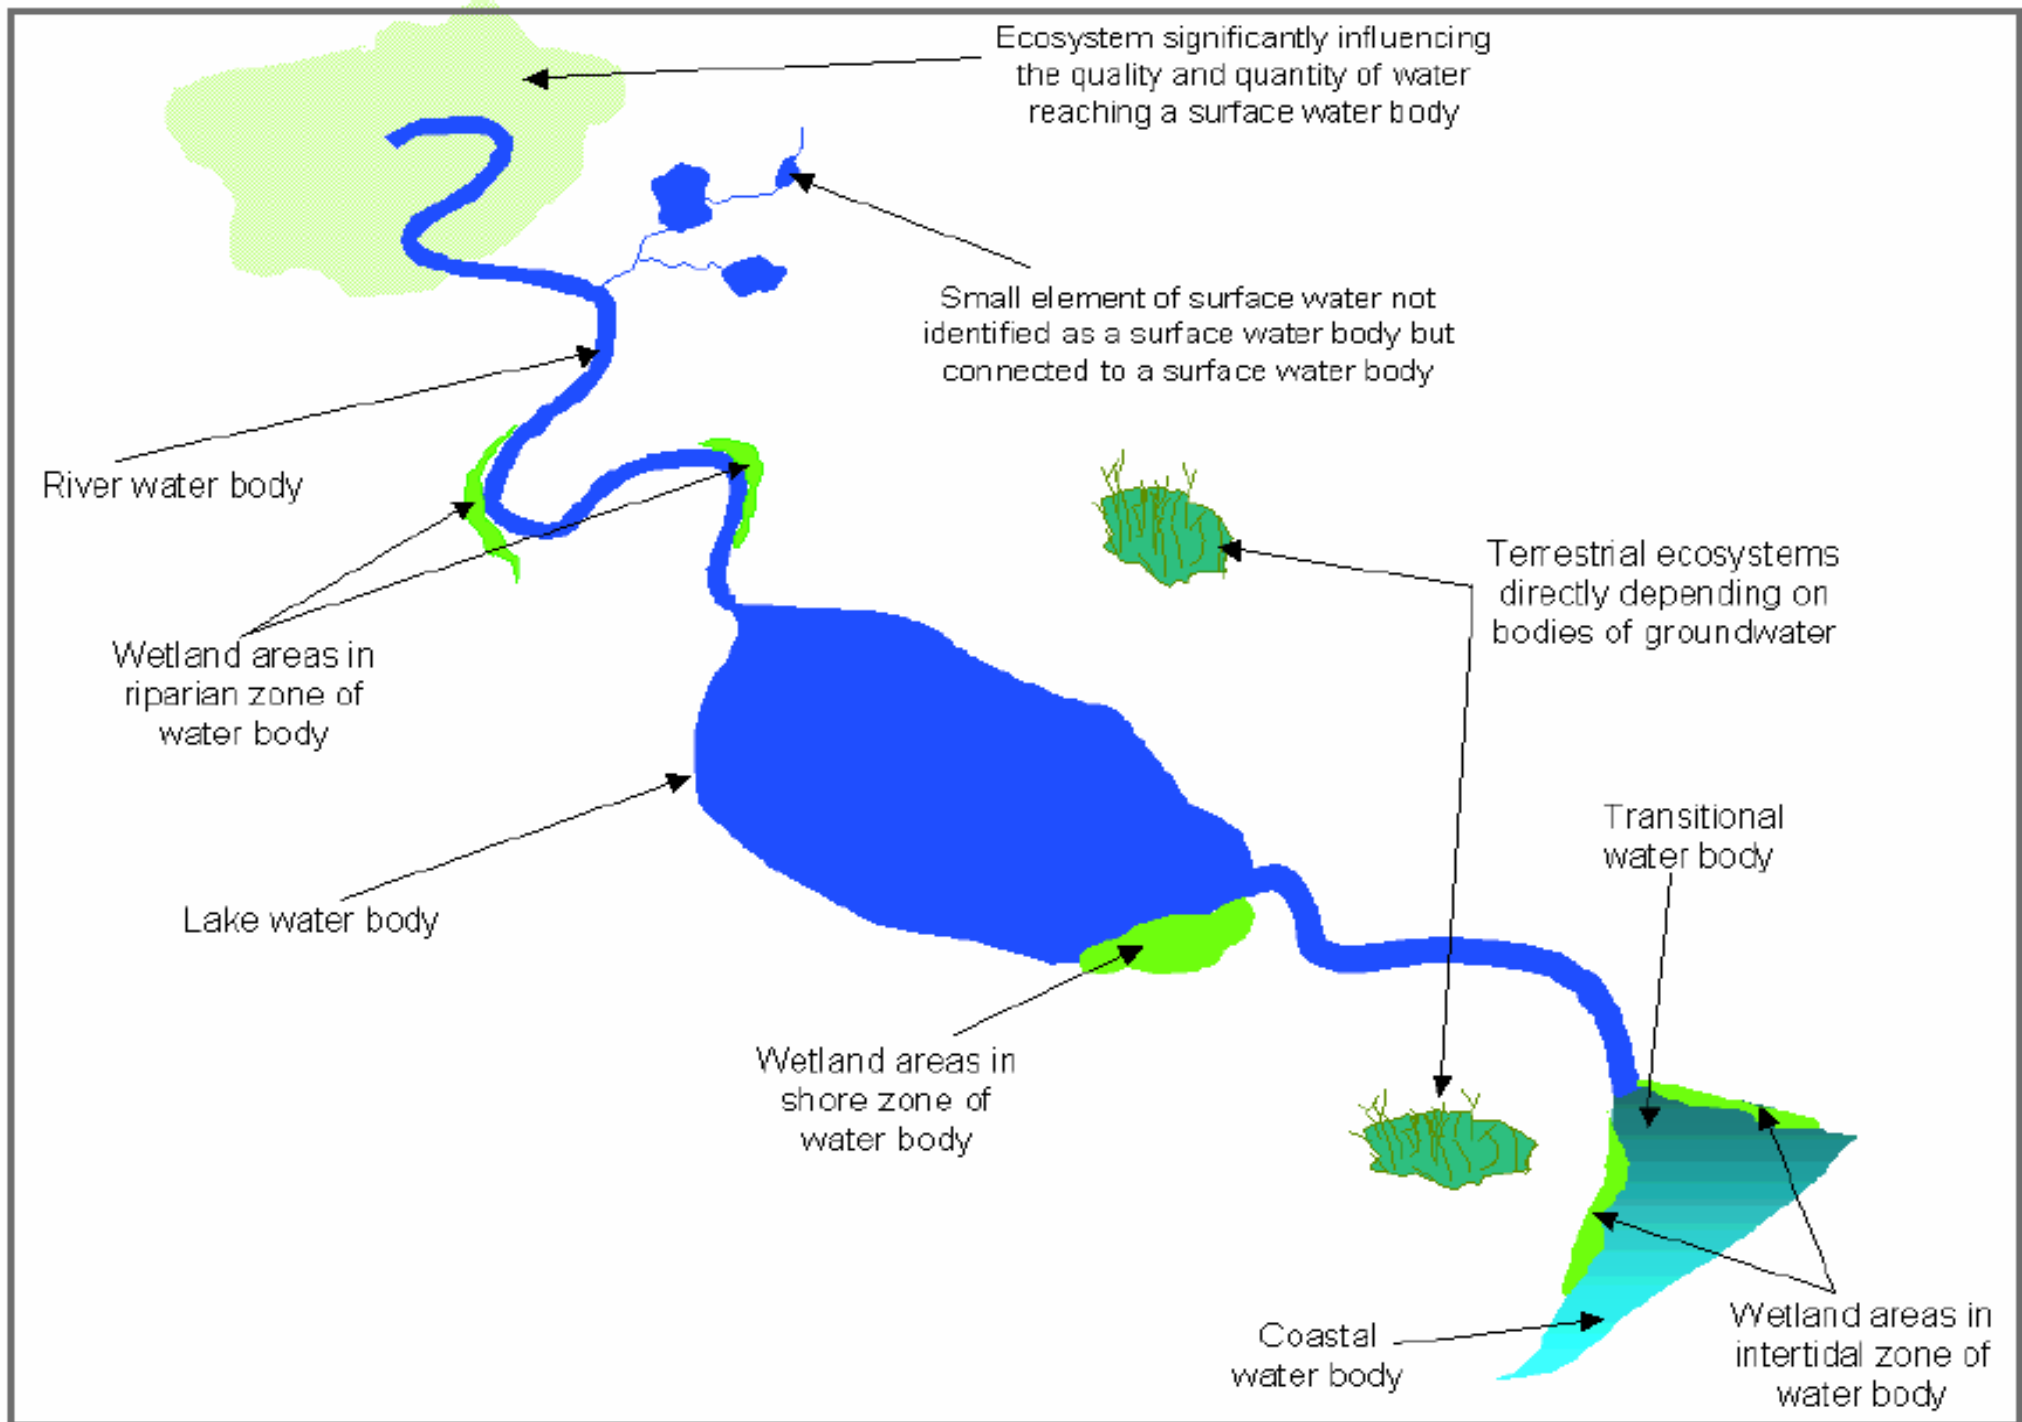 Ecosystem significantly influencing
the quality and quantity of water
reaching a surface water body
Small element of surface water not
identified as a surface water body but
connected to a surface water body
River water body
Terrestrial ecosystems
directly depending on
bodies of groundwater
Wetland areas in
riparian zone of
water body
Transitional
water body
Lake water body
Wetland areas in
shore zone of
water body
Coastal
water body
Wetland areas in
intertidal zone of
water body